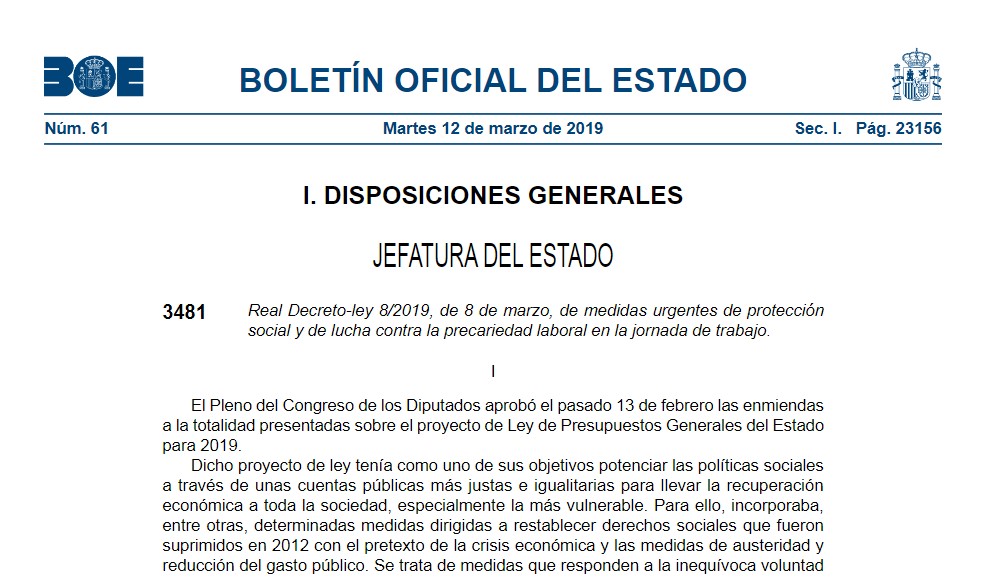 BOE
BOLETÍN OFICIAL DEL ESTADO
Núm. 61 Martes 12 de marzo de 2019 Sec. I. Pág. 23156
I. DISPOSICIONES GENERALES
JEFATURA DEL ESTADO
3481 Real Decreto-ley 8/2019, de 8 de marzo, de medidas urgentes de protección
social y de lucha contra la precariedad laboral en la jornada de trabajo.
I
El Pleno del Congreso de los Diputados aprobó el pasado 13 de febrero las enmiendas
a la totalidad presentadas sobre el proyecto de Ley de Presupuestos Generales del Estado
para 2019.
Dicho proyecto de ley tenía como uno de sus objetivos potenciar las políticas sociales
a través de unas cuentas públicas más justas e igualitarias para llevar la recuperación
económica a toda la sociedad, especialmente la más vulnerable. Para ello, incorporaba,
entre otras, determinadas medidas dirigidas a restablecer derechos sociales que fueron
suprimidos en 2012 con el pretexto de la crisis económica y las medidas de austeridad y
reducción del gasto público. Se trata de medidas que responden a la inequívoca voluntad